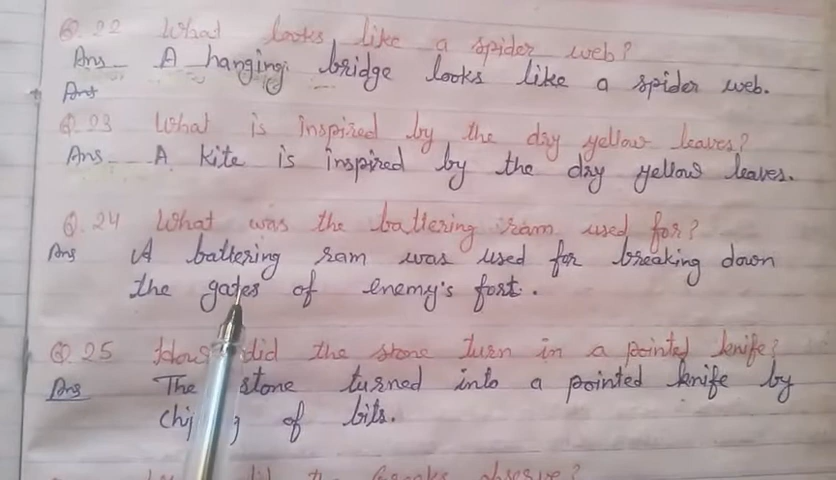 Q.22 What looks like a spider web?
Ans A hanging bridge looks like a spider web.
Ans
Q.23 What is inspired by the dry yellow leaves?
Ans A kite is inspired by the dry yellow leaves.
Q.24 What was the battering ram used for?
Ans A battering ram was used for breaking down
the gates of enemy's fort.
Q.25 How did the stone turn in a pointed knife?
Ans The stone turned into a pointed knife by
of bits.
observe?